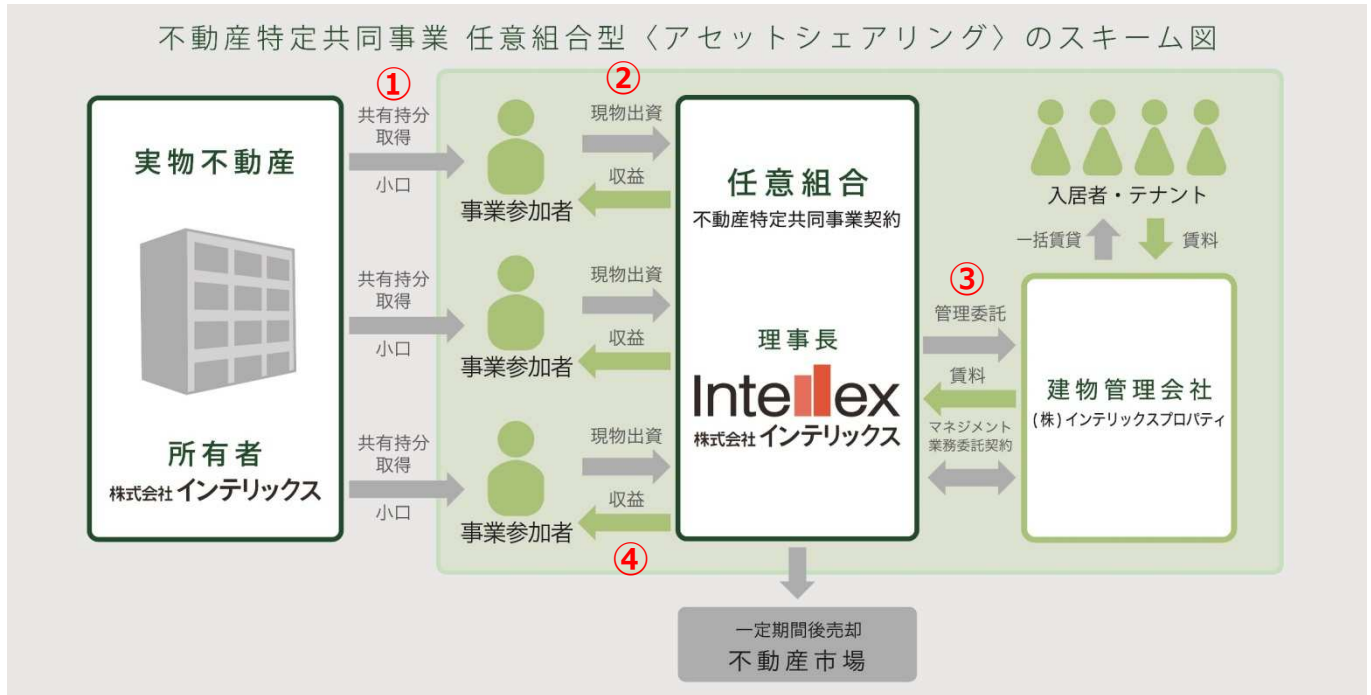 不動産特定共同事業 任意組合型〈アセットシェアリング〉のスキーム図
①
共有持分
取得
小口
②
現物出資
収益
事業参加者
実物不動産
所有者
株式会社インテリックス
共有持分
取得
小口
現物出資
収益
事業参加者
共有持分
取得
小口
現物出資
収益
事業参加者
④
任意組合
不動産特定共同事業契約
理事長
Intellex
株式会社インテリックス
③
管理委託
賃料
マネジメント
業務委託契約
入居者・テナント
一括賃貸
賃料
建物管理会社
(株)インテリックスプロパティ
一定期間後売却
不動産市場